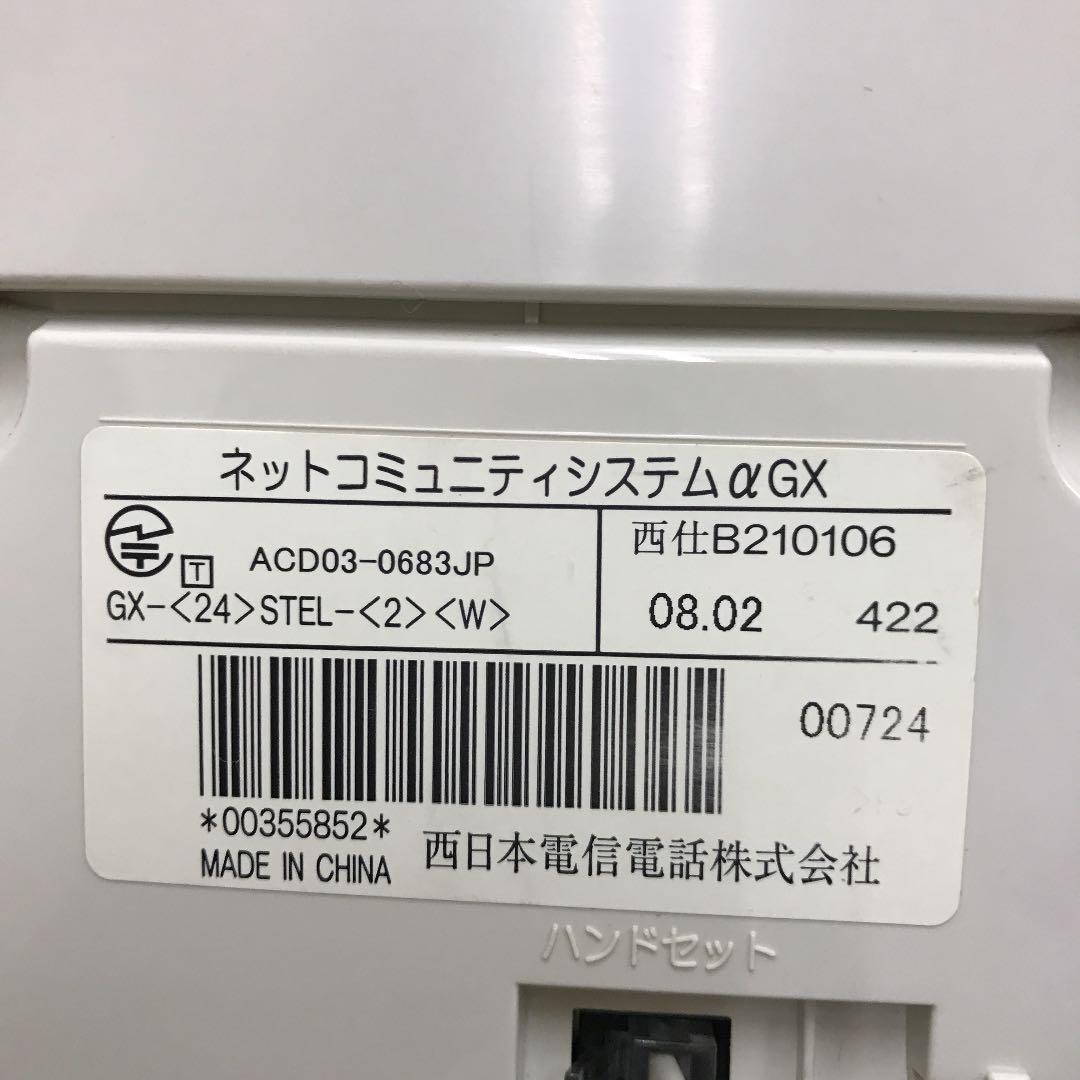 ネットコミュニティシステムαGX
T ACD03-0683JP
GX-<24>STEL-<2><W>
西仕B210106
08.02 422
00724
*00355852*
MADE IN CHINA
西日本電信電話株式会社
ハンドセット